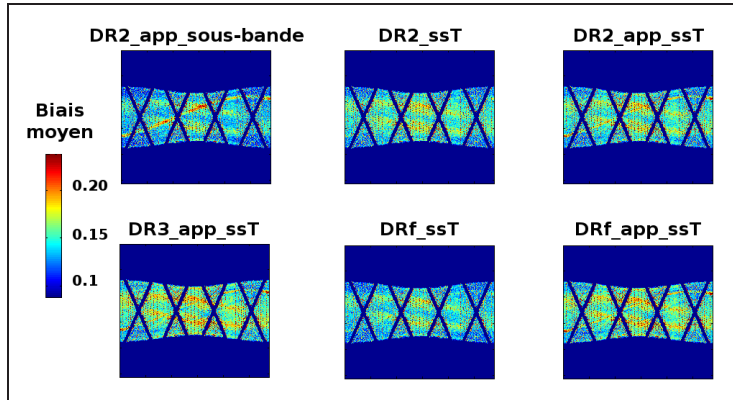 DR2_app_sous-bande
DR2_ssT
DR2_app_ssT
Biais
moyen
0.20
0.15
0.1
DR3_app_ssT
DRf_ssT
DRf_app_ssT